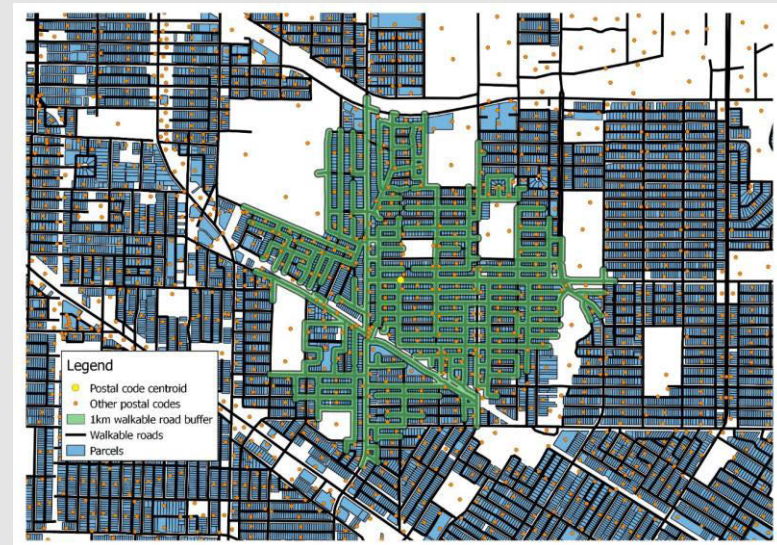 Legend
Postal code centroid
Other postal codes
1km walkable road buffer
Walkable roads
Parcels